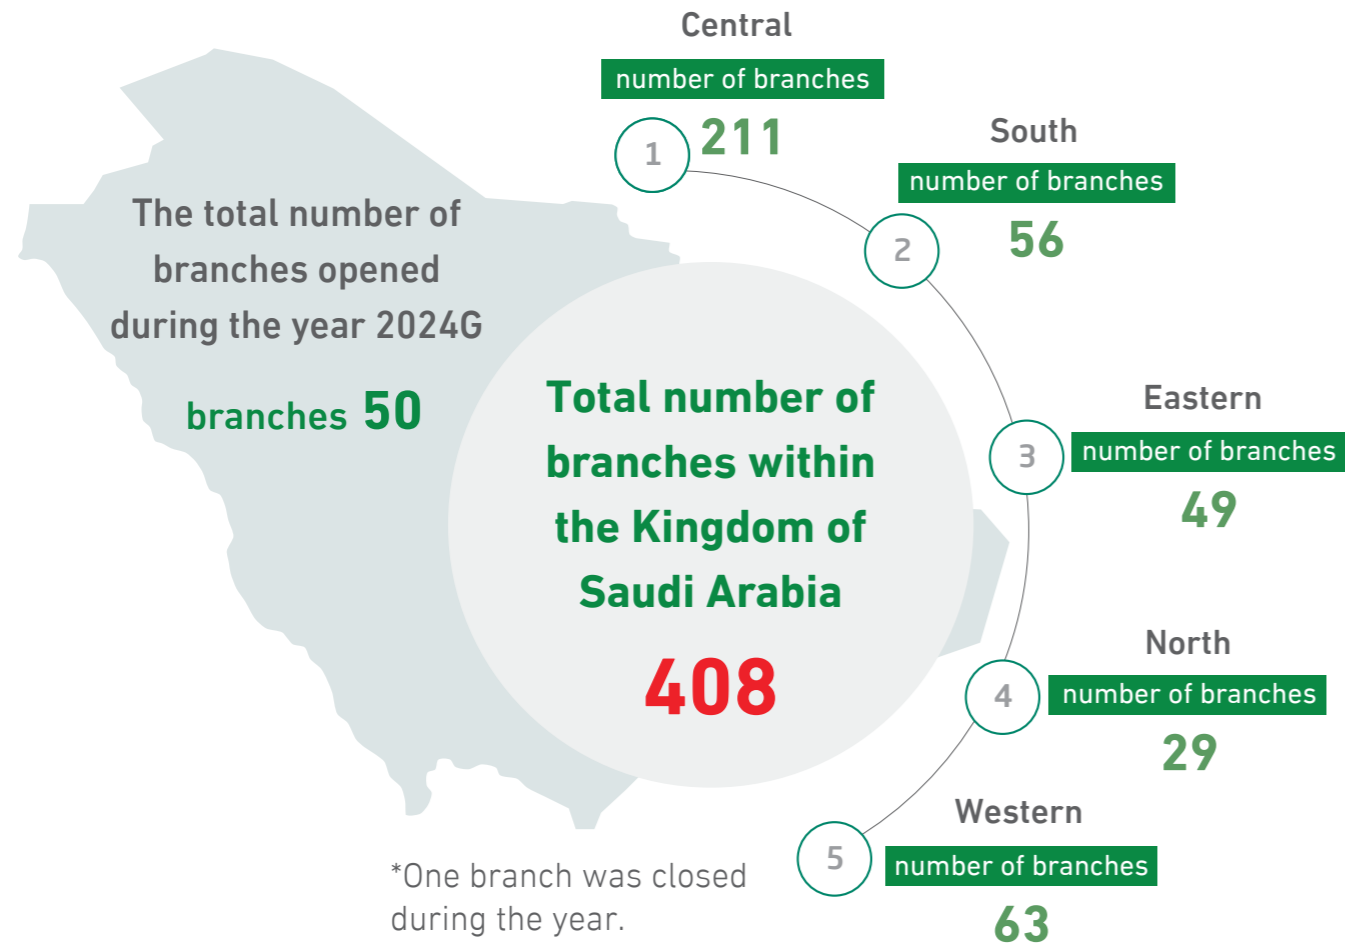 The total number of
branches opened
during the year 2024G
branches 50
Total number of
branches within
the Kingdom of
Saudi Arabia
408
Central
number of branches
1
211
South
number of branches
2
56
Eastern
number of branches
3
49
North
number of branches
4
29
Western
number of branches
5
63
*One branch was closed
during the year.